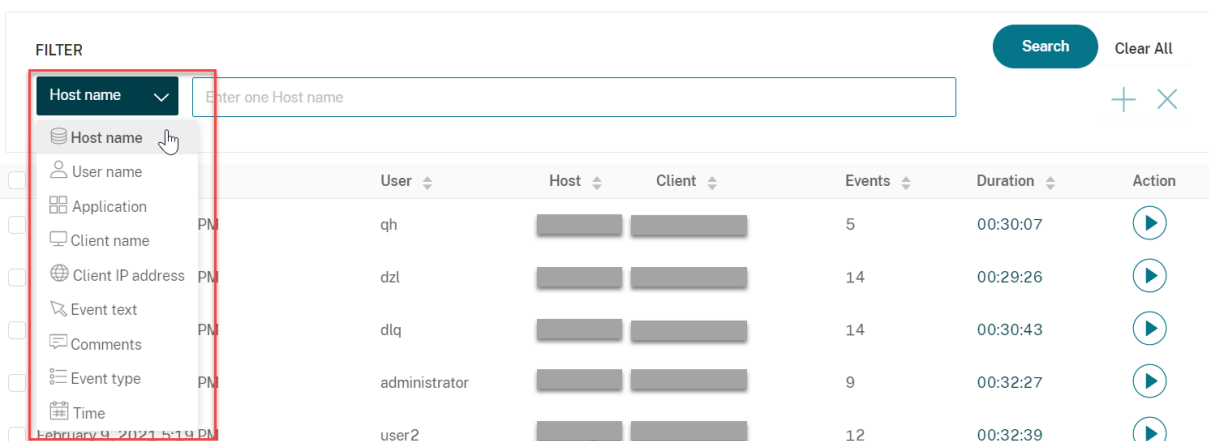 FILTER
Search
Clear All
Host name
Enter one Host name
Host name
User name
Application
Client name
Client IP address
Event text
Comments
Event type
Time
User Host Client Events Duration Action
PM qh 5 00:30:07
PM dzl 14 00:29:26
PM dlq 14 00:30:43
PM administrator 9 00:32:27
February 9, 2021 5:19 PM user2 12 00:32:39